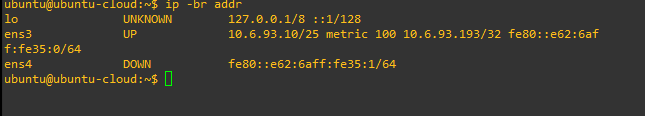 ubuntu@ubuntu-cloud:~$ ip -br addr
lo               UNKNOWN        127.0.0.1/8 ::1/128
ens3             UP             10.6.93.10/25 metric 100 10.6.93.193/32 fe80::e62:6af
f:fe35:0/64
ens4             DOWN           fe80::e62:6aff:fe35:1/64
ubuntu@ubuntu-cloud:~$